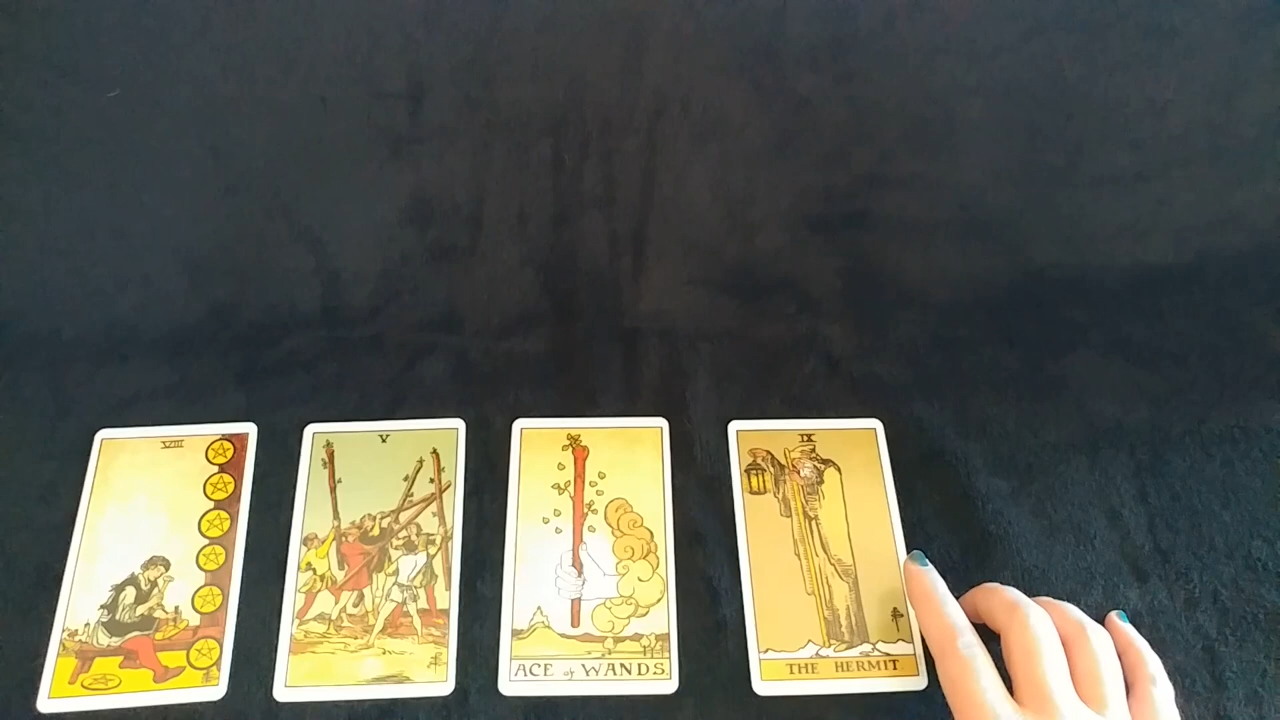 VIII
V
ACE of WANDS.
IX
THE HERMIT.